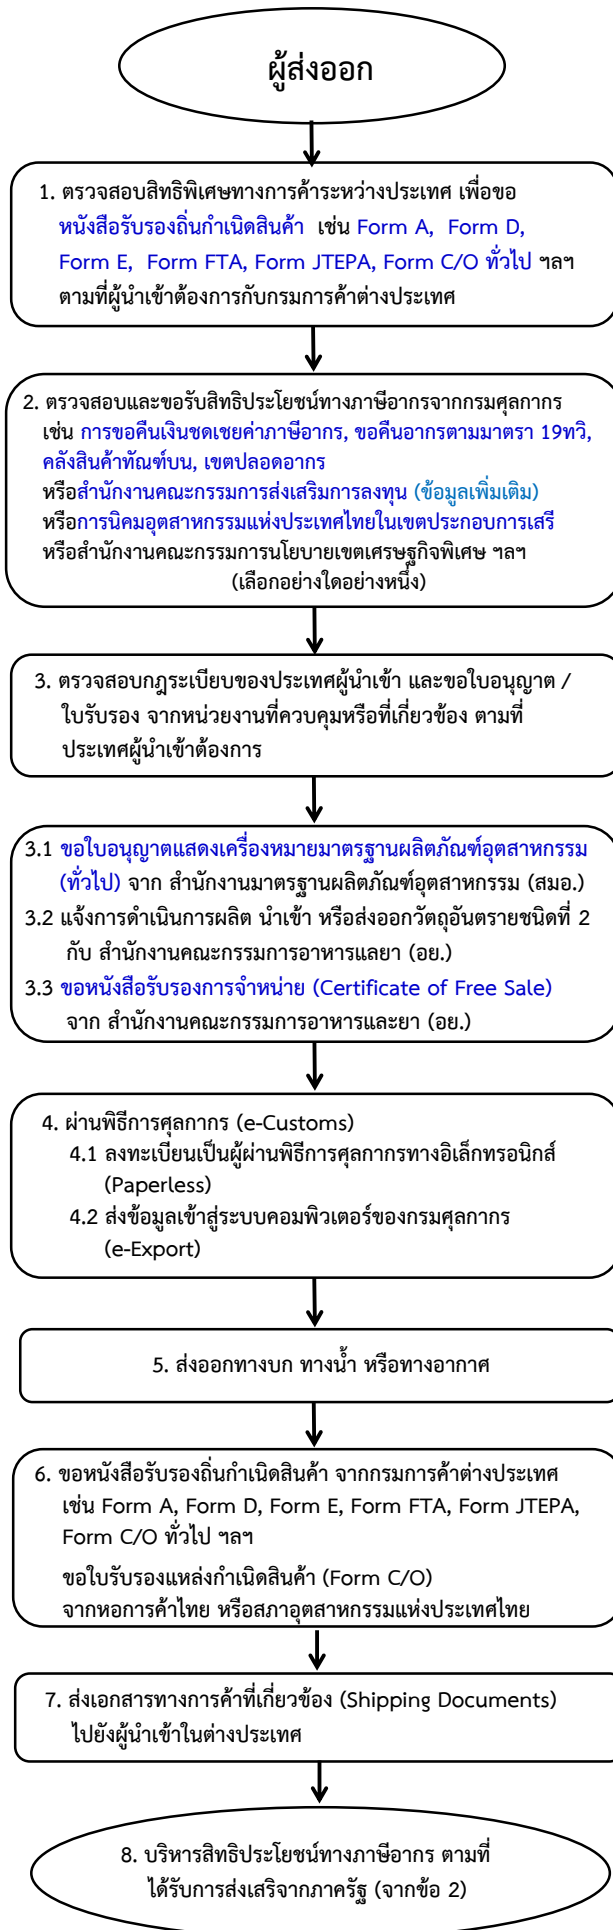 ผู้ส่งออก
1. ตรวจสอบสิทธิพิเศษทางการค้าระหว่างประเทศ เพื่อขอ
หนังสือรับรองถิ่นกำเนิดสินค้า เช่น Form A, Form D,
Form E, Form FTA, Form JTEPA, Form C/O ทั่วไป ฯลฯ
ตามที่ผู้นำเข้าต้องการกับกรมการค้าต่างประเทศ
2. ตรวจสอบและขอรับสิทธิประโยชน์ทางภาษีอากรจากกรมศุลกากร
เช่น การขอคืนเงินชดเชยค่าภาษีอากร, ขอคืนอากรตามมาตรา 19ทวิ,
คลังสินค้าทัณฑ์บน, เขตปลอดอากร
หรือสำนักงานคณะกรรมการส่งเสริมการลงทุน (ข้อมูลเพิ่มเติม)
หรือการนิคมอุตสาหกรรมแห่งประเทศไทยในเขตประกอบการเสรี
หรือสำนักงานคณะกรรมการนโยบายเขตเศรษฐกิจพิเศษ ฯลฯ
(เลือกอย่างใดอย่างหนึ่ง)
3. ตรวจสอบกฎระเบียบของประเทศผู้นำเข้า และขอใบอนุญาต /
ใบรับรอง จากหน่วยงานที่ควบคุมหรือที่เกี่ยวข้อง ตามที่
ประเทศผู้นำเข้าต้องการ
3.1 ขอใบอนุญาตแสดงเครื่องหมายมาตรฐานผลิตภัณฑ์อุตสาหกรรม
(ทั่วไป) จาก สำนักงานมาตรฐานผลิตภัณฑ์อุตสาหกรรม (สมอ.)
3.2 แจ้งการดำเนินการผลิต นำเข้า หรือส่งออกวัตถุอันตรายชนิดที่ 2
กับ สำนักงานคณะกรรมการอาหารแลยา (อย.)
3.3 ขอหนังสือรับรองการจำหน่าย (Certificate of Free Sale)
จาก สำนักงานคณะกรรมการอาหารและยา (อย.)
4. ผ่านพิธีการศุลกากร (e-Customs)
4.1 ลงทะเบียนเป็นผู้ผ่านพิธีการศุลกากรทางอิเล็กทรอนิกส์
(Paperless)
4.2 ส่งข้อมูลเข้าสู่ระบบคอมพิวเตอร์ของกรมศุลกากร
(e-Export)
5. ส่งออกทางบก ทางน้ำ หรือทางอากาศ
6. ขอหนังสือรับรองถิ่นกำเนิดสินค้า จากกรมการค้าต่างประเทศ
เช่น Form A, Form D, Form E, Form FTA, Form JTEPA,
Form C/O ทั่วไป ฯลฯ
ขอใบรับรองแหล่งกำเนิดสินค้า (Form C/O)
จากหอการค้าไทย หรือสภาอุตสาหกรรมแห่งประเทศไทย
7. ส่งเอกสารทางการค้าที่เกี่ยวข้อง (Shipping Documents)
ไปยังผู้นำเข้าในต่างประเทศ
8. บริหารสิทธิประโยชน์ทางภาษีอากร ตามที่
ได้รับการส่งเสริจากภาครัฐ (จากข้อ 2)